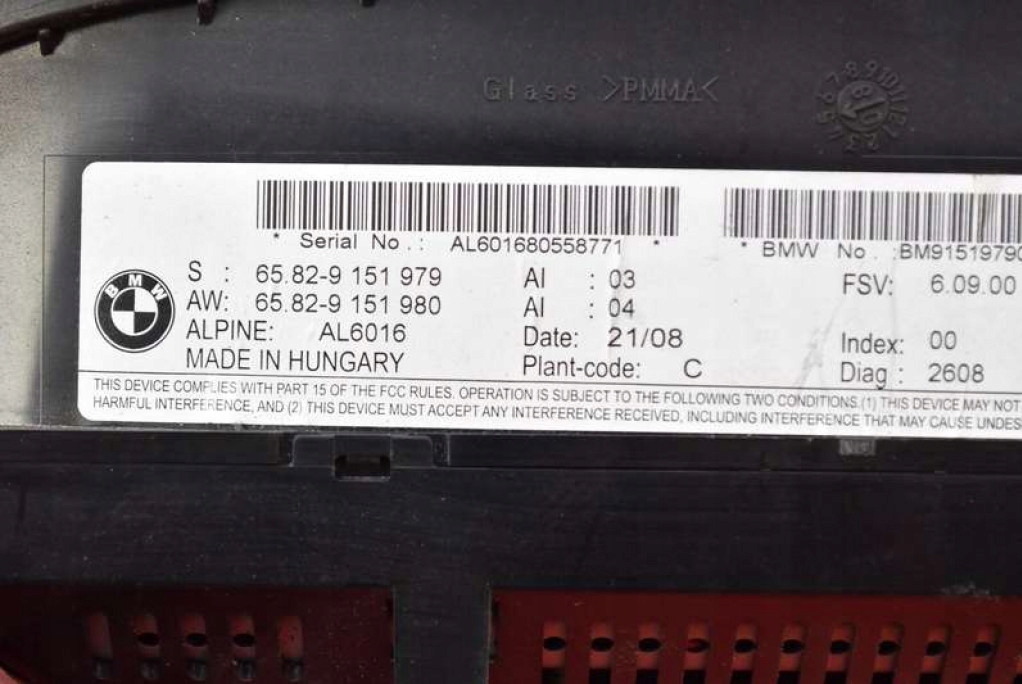 Glass >PMMA<
* Serial No.: AL601680558771 *
* BMW No. :BM91519790
S : 65.82-9 151 979
AI : 03
FSV: 6.09.00
AW: 65.82-9 151 980
AI : 04
ALPINE: AL6016
Date: 21/08
Index: 00
MADE IN HUNGARY
Plant-code: C
Diag : 2608
BMW
THIS DEVICE COMPLIES WITH PART 15 OF THE FCC RULES. OPERATION IS SUBJECT TO THE FOLLOWING TWO CONDITIONS.(1) THIS DEVICE MAY NOT
HARMFUL INTERFERENCE, AND (2) THIS DEVICE MUST ACCEPT ANY INTERFERENCE RECEIVED, INCLUDING INTERFERENCE THAT MAY CAUSE UNDES